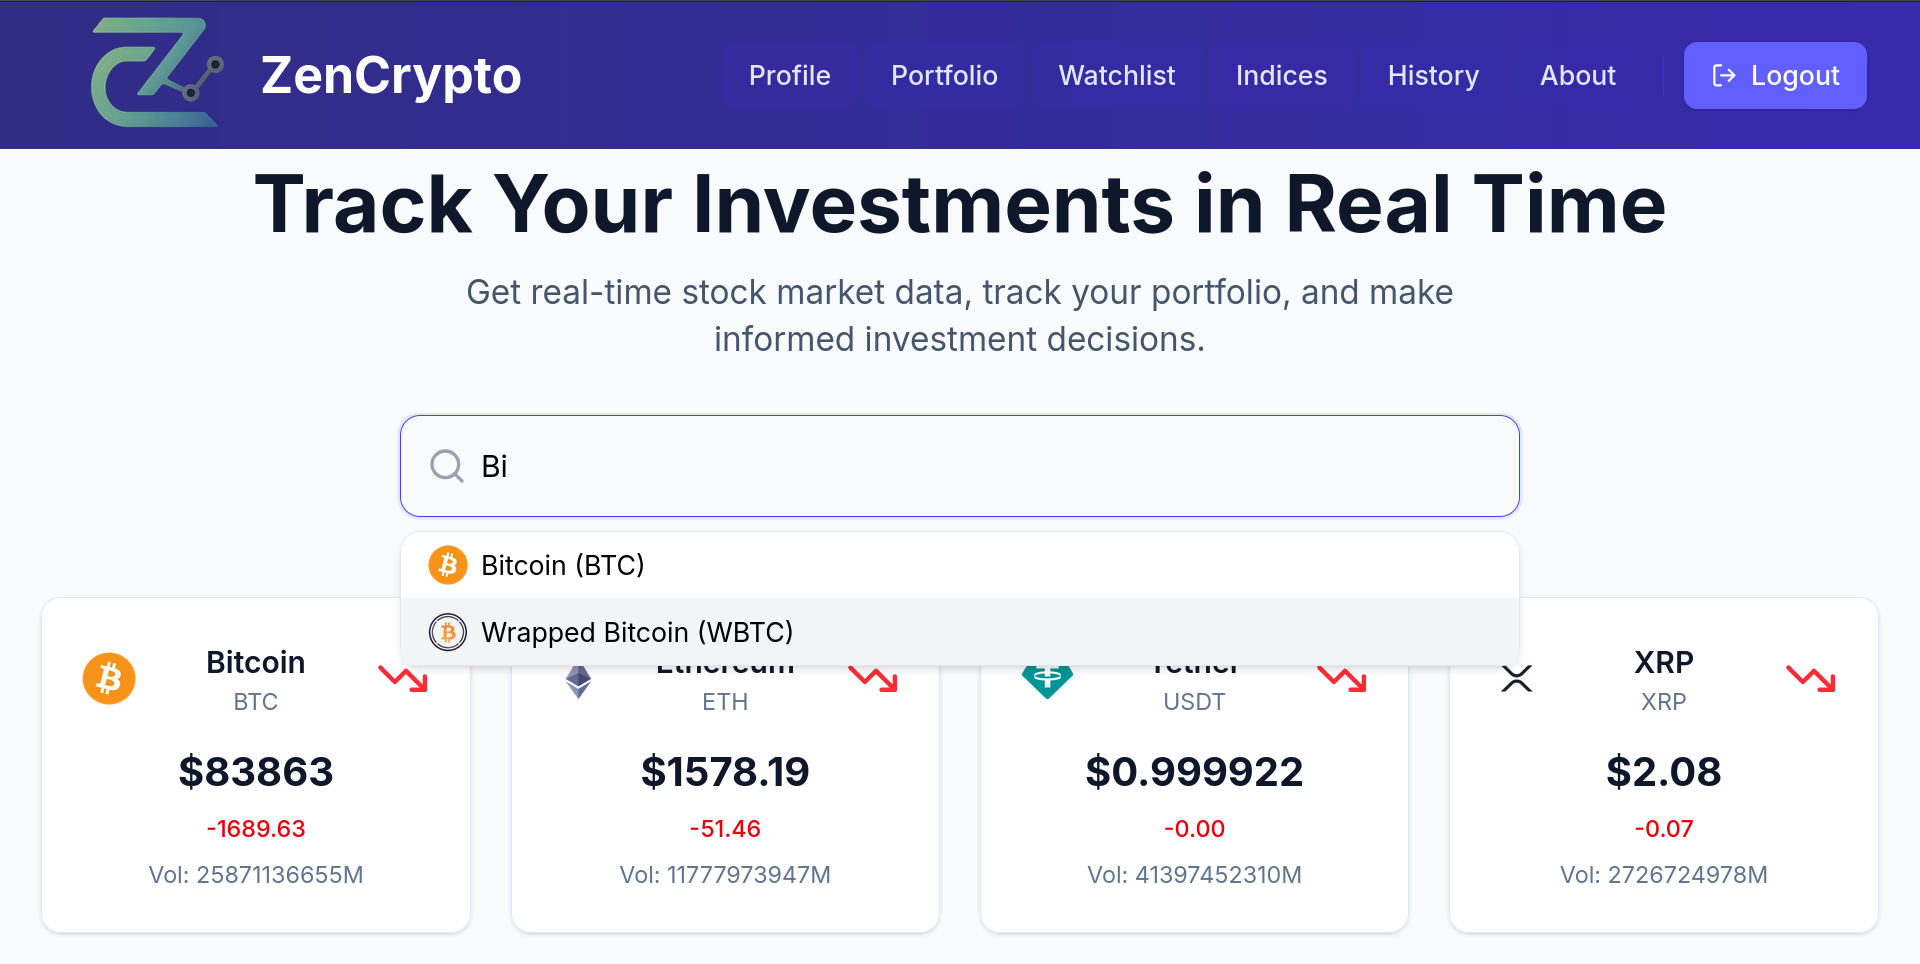 ZenCrypto
Profile
Portfolio
Watchlist
Indices
History
About
Logout
Track Your Investments in Real Time
Get real-time stock market data, track your portfolio, and make
informed investment decisions.
Bi
Bitcoin (BTC)
Wrapped Bitcoin (WBTC)
Bitcoin
BTC
$83863
-1689.63
Vol: 25871136655M
Ethereum
ETH
$1578.19
-51.46
Vol: 11777973947M
Tether
USDT
$0.999922
-0.00
Vol: 41397452310M
XRP
XRP
$2.08
-0.07
Vol: 2726724978M